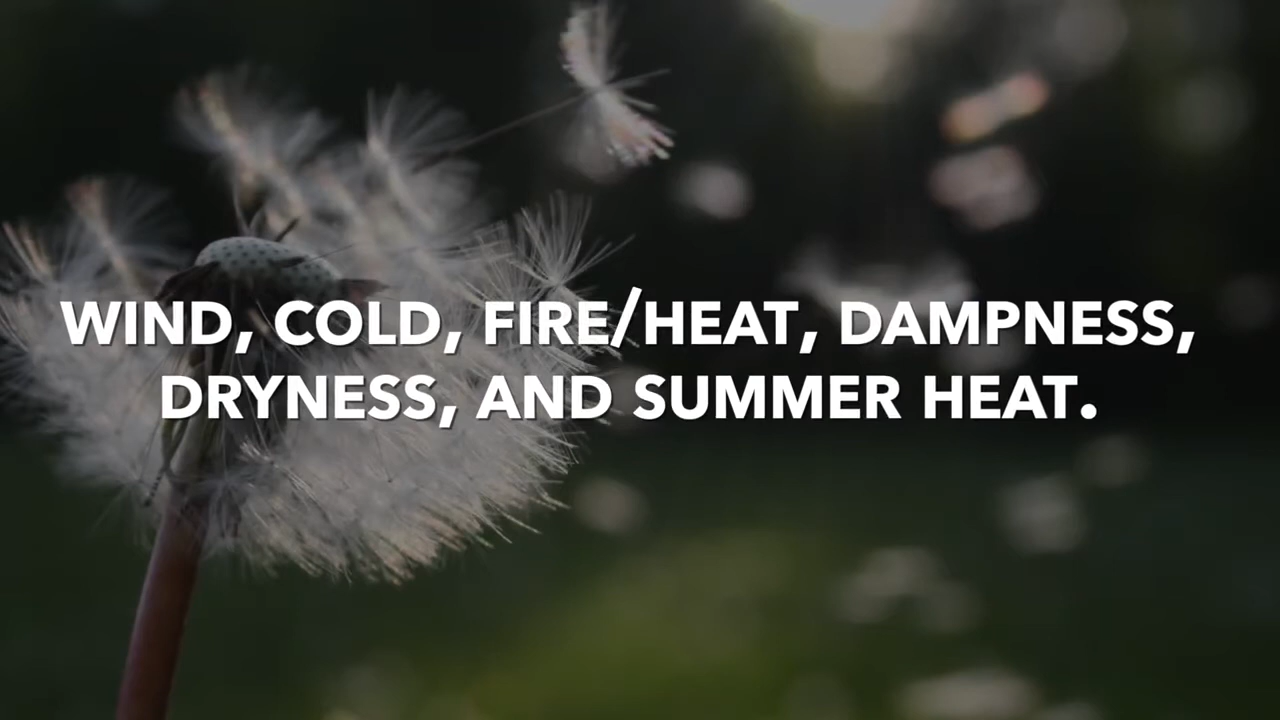 WIND, COLD, FIRE/HEAT, DAMPNESS,
DRYNESS, AND SUMMER HEAT.